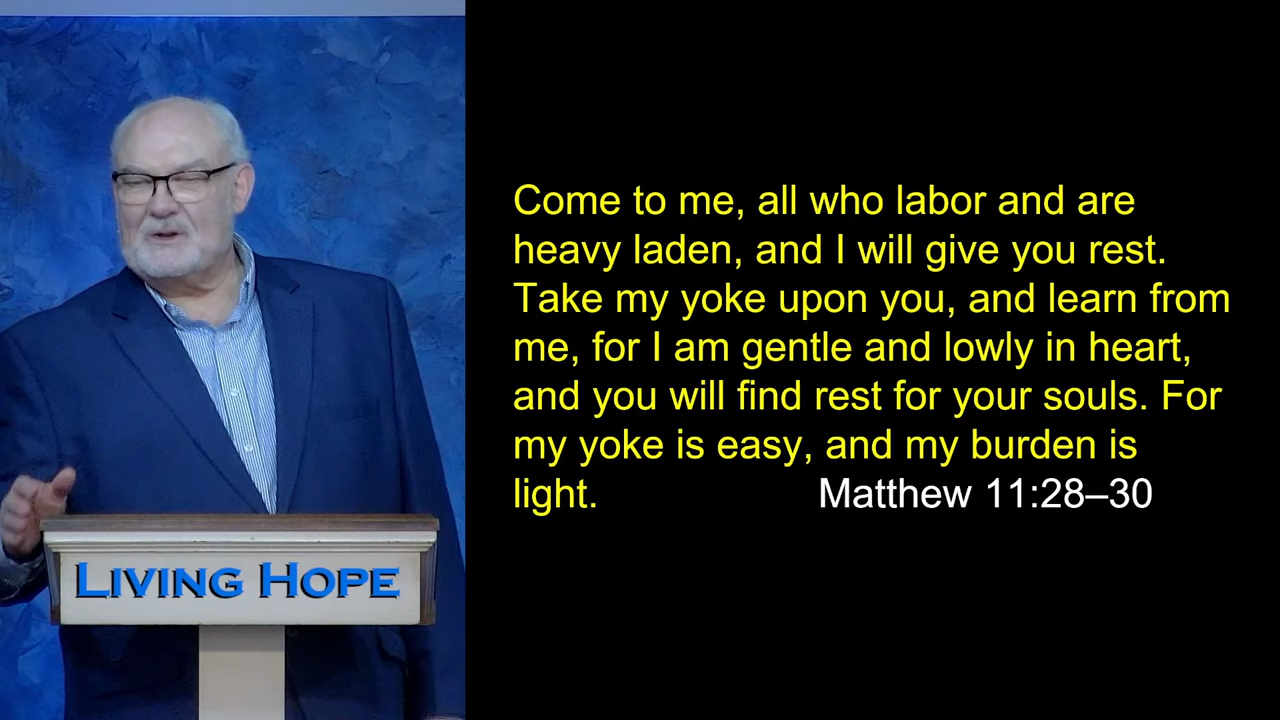 Come to me, all who labor and are
heavy laden, and I will give you rest.
Take my yoke upon you, and learn from
me, for I am gentle and lowly in heart,
and you will find rest for your souls. For
my yoke is easy, and my burden is
light. Matthew 11:28–30
LIVING HOPE